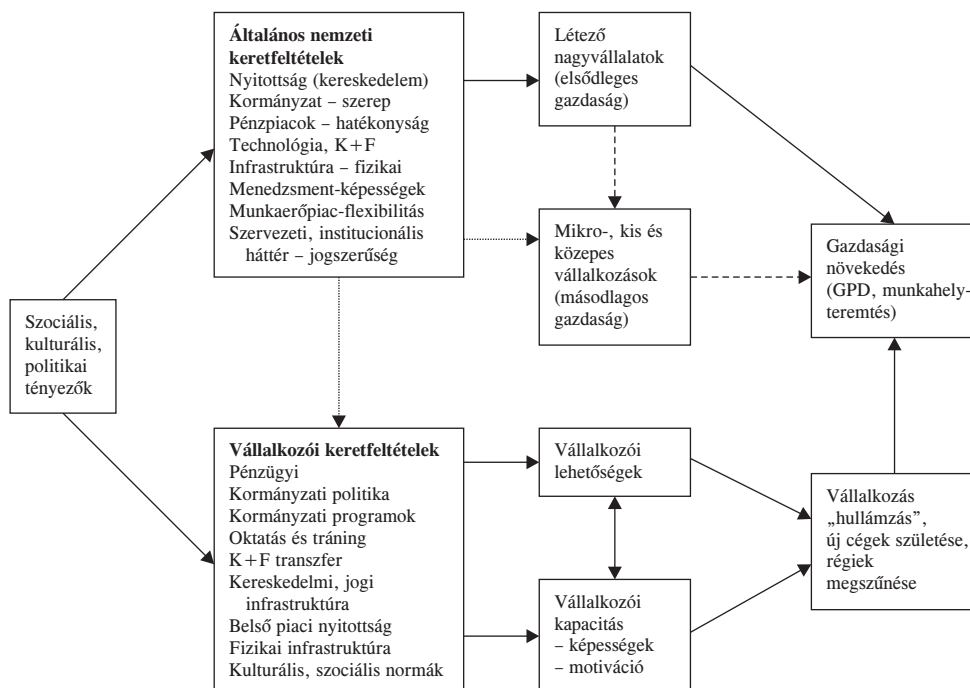 Általános nemzeti
keretfeltételek
Nyitottság (kereskedelem)
Kormányzat – szerep
Pénzpiacok – hatékonyság
Technológia, K+F
Infrastruktúra – fizikai
Menedzsment-képességek
Munkaerőpiac-flexibilitás
Szervezeti, institucionális
háttér – jogszerűség
Létező
nagyvállalatok
(elsődleges
gazdaság)
Mikro-, kis és
közepes
vállalkozások
(másodlagos
gazdaság)
Gazdasági
növekedés
(GPD, munkahely-
teremtés)
Szociális,
kulturális,
politikai
tényezők
Vállalkozói keretfeltételek
Pénzügyi
Kormányzati politika
Kormányzati programok
Oktatás és tráning
K+F transzfer
Kereskedelmi, jogi
infrastruktúra
Belső piaci nyitottság
Fizikai infrastruktúra
Kulturális, szociális normák
Vállalkozói
lehetőségek
Vállalkozói
kapacitás
– képességek
– motiváció
Vállalkozás
„hullámzás”,
új cégek születése,
régiek
megszűnése